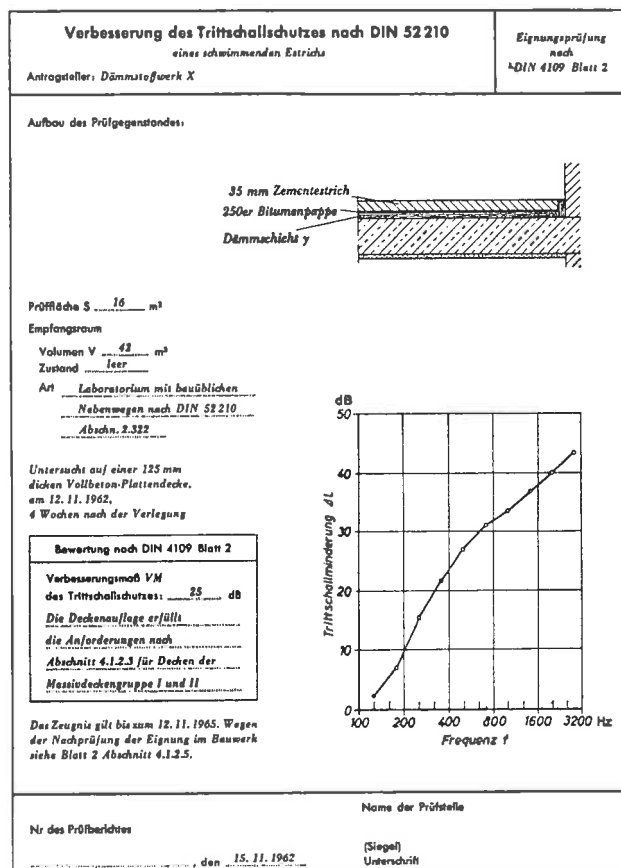 Verbesserung des Trittschallschutzes nach DIN 52210
eines schwimmenden Estrichs
Antragsteller: Dämmstoffwerk X
Eignungsprüfung
nach
DIN 4109 Blatt 2
Aufbau des Prüfgegenstandes:
35 mm Zementestrich
250er Bitumenpappe
Dämmschicht y
Prüffläche S 16 m²
Empfangsraum
Volumen V 42 m³
Zustand leer
Art Laboratorium mit bauüblichen
Nebenwegen nach DIN 52210
Abschn. 2.322
Untersucht auf einer 125 mm
dicken Vollbeton-Plattendecke,
am 12. 11. 1962,
4 Wochen nach der Verlegung
Bewertung nach DIN 4109 Blatt 2
Verbesserungsmaß VM
des Trittschallschutzes: 25 dB
Die Deckenauflage erfüllt
die Anforderungen nach
Abschnitt 4.1.2.3 für Decken der
Massivdeckengruppe I und II
Das Zeugnis gilt bis zum 12. 11. 1965. Wegen
der Nachprüfung der Eignung im Bauwerk
siehe Blatt 2 Abschnitt 4.1.2.5.
dB
50
40
30
20
10
0
Trittschallminderung ΔL
100 200 400 800 1600 3200 Hz
Frequenz f
Name der Prüfstelle
Nr des Prüfberichtes
(Siegel)
, den 15. 11. 1962 Unterschrift